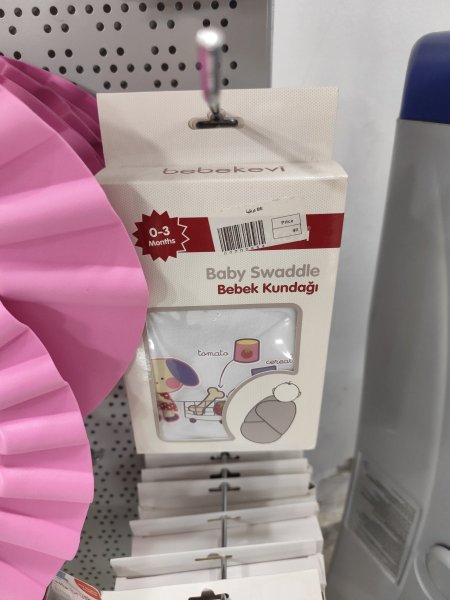 bebekevi
0-3
Months
Price
Baby Swaddle
Bebek Kundağı
tomato
cereal